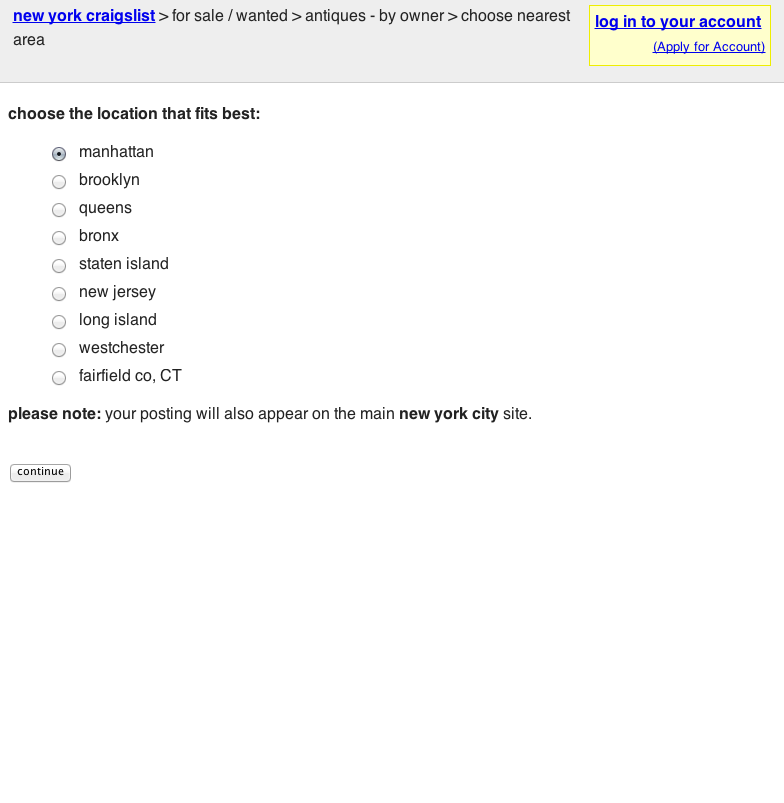 new york craigslist > for sale / wanted > antiques - by owner > choose nearest
area
log in to your account
(Apply for Account)
choose the location that fits best:
manhattan
brooklyn
queens
bronx
staten island
new jersey
long island
westchester
fairfield co, CT
please note: your posting will also appear on the main new york city site.
continue